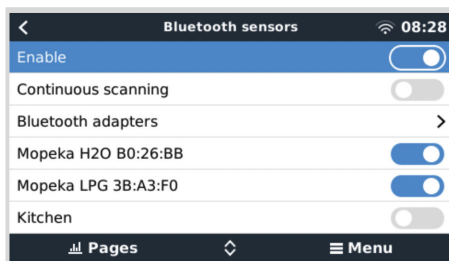 Bluetooth sensors 08:28
Enable
Continuous scanning
Bluetooth adapters
Mopeka H2O B0:26:BB
Mopeka LPG 3B:A3:F0
Kitchen
Pages Menu